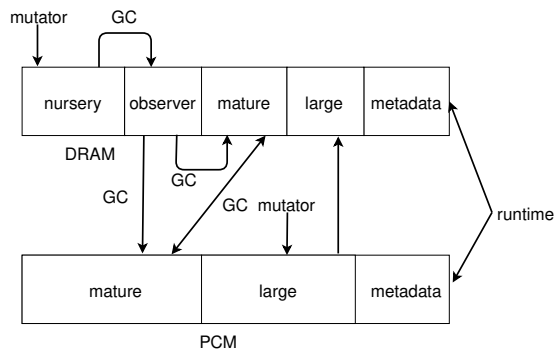 mutator
GC
nursery
observer
mature
large
metadata
DRAM
GC
GC
GC
mutator
runtime
mature
large
metadata
PCM